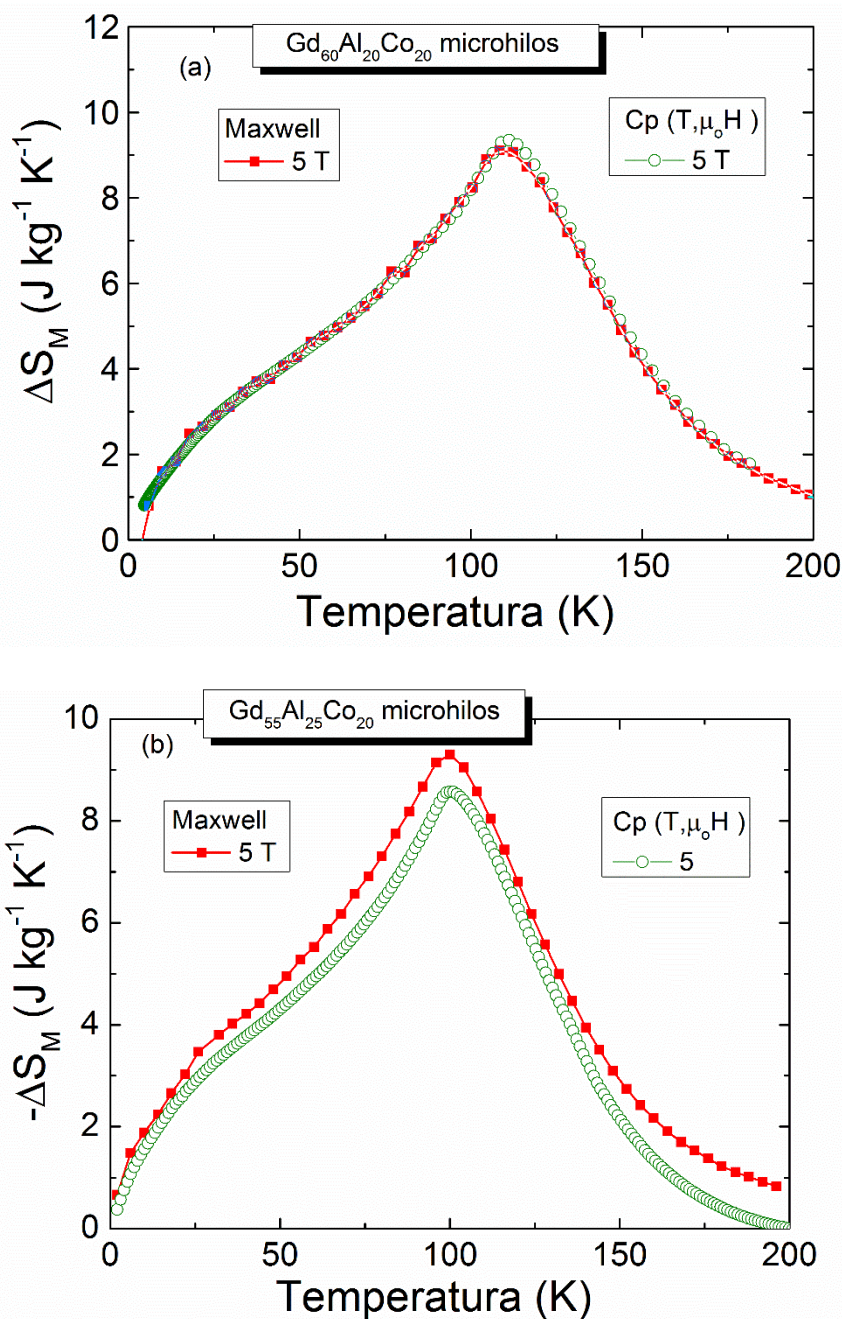 Gd60Al20Co20 microhilos
(a)
Maxwell
5 T
Cp (T,μoH )
5 T
ΔSM (J kg-1 K-1)
12
10
8
6
4
2
0
0 50 100 150 200
Temperatura (K)
Gd55Al25Co20 microhilos
(b)
Maxwell
5 T
Cp (T,μoH )
5
-ΔSM (J kg-1 K-1)
10
8
6
4
2
0
0 50 100 150 200
Temperatura (K)